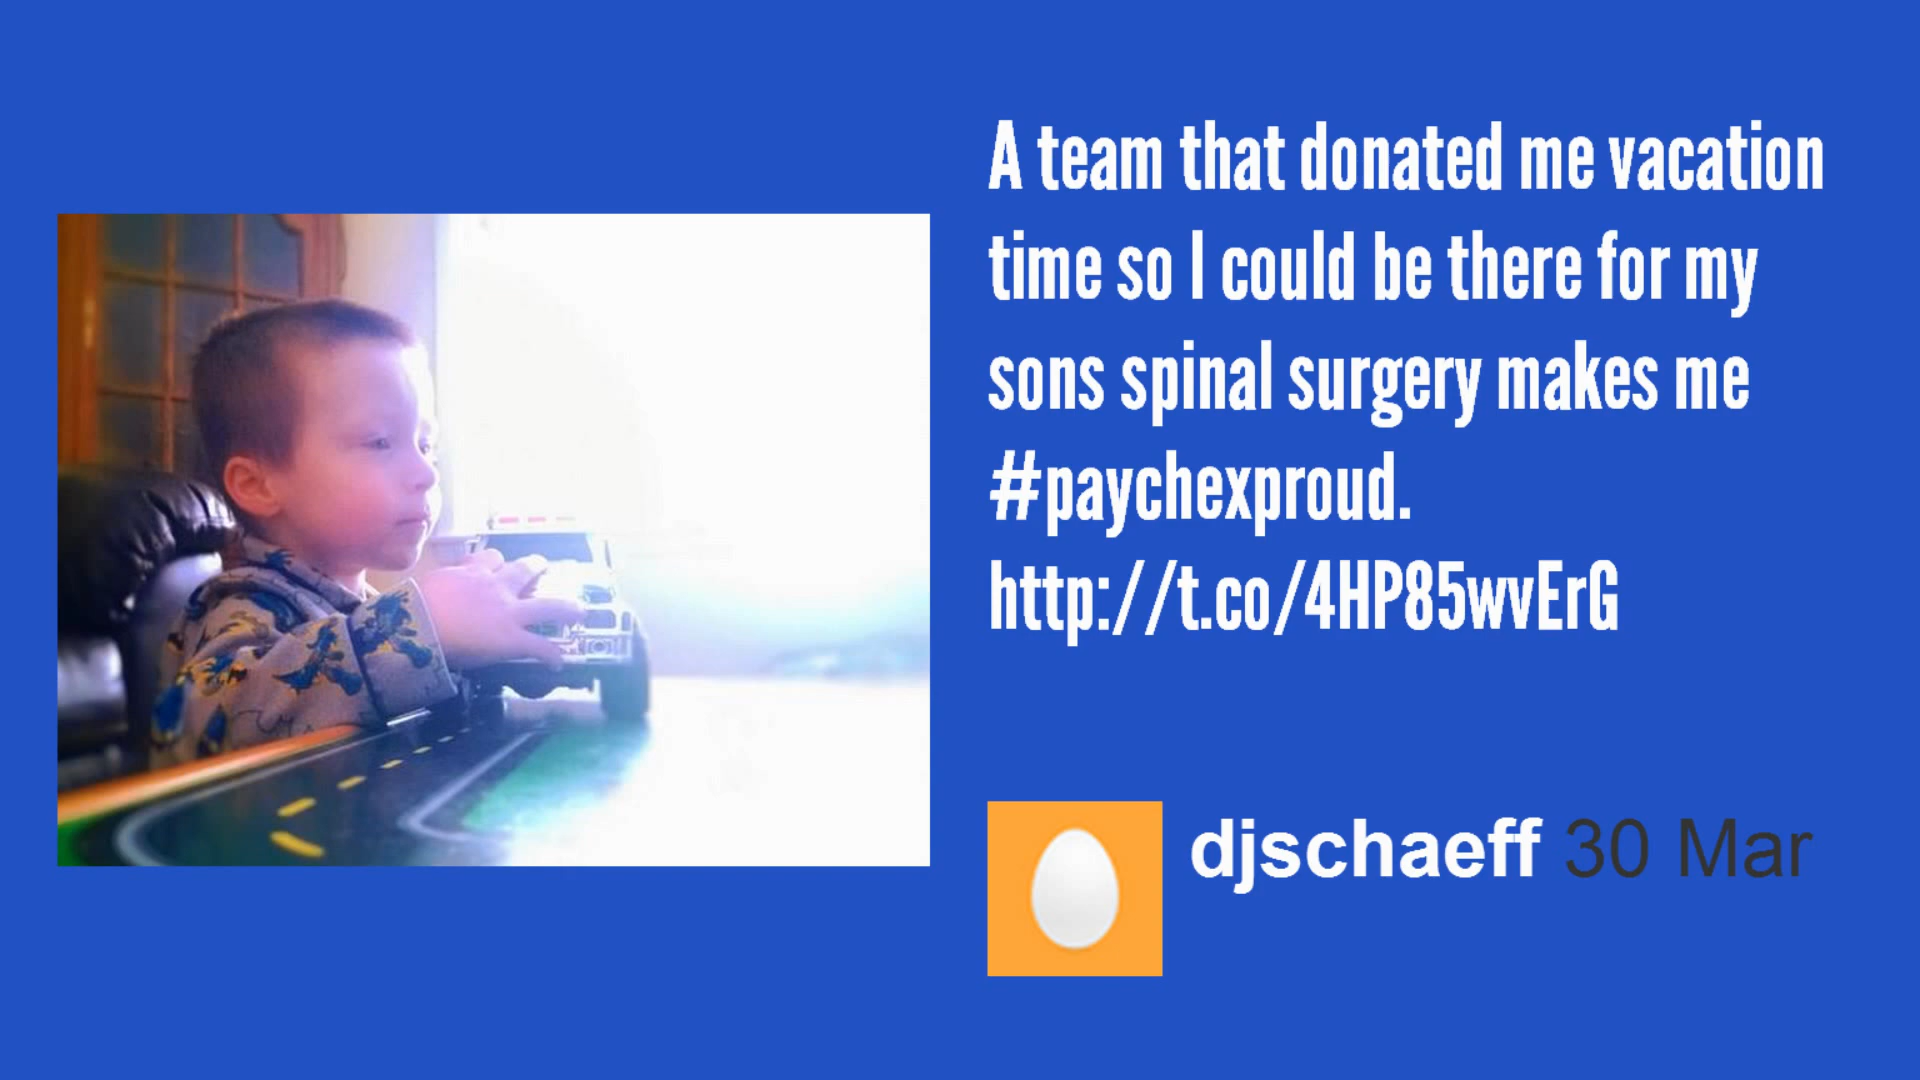 A team that donated me vacation
time so I could be there for my
sons spinal surgery makes me
#paychexproud.
http://t.co/4HP85wvErG
djschaeff 30 Mar